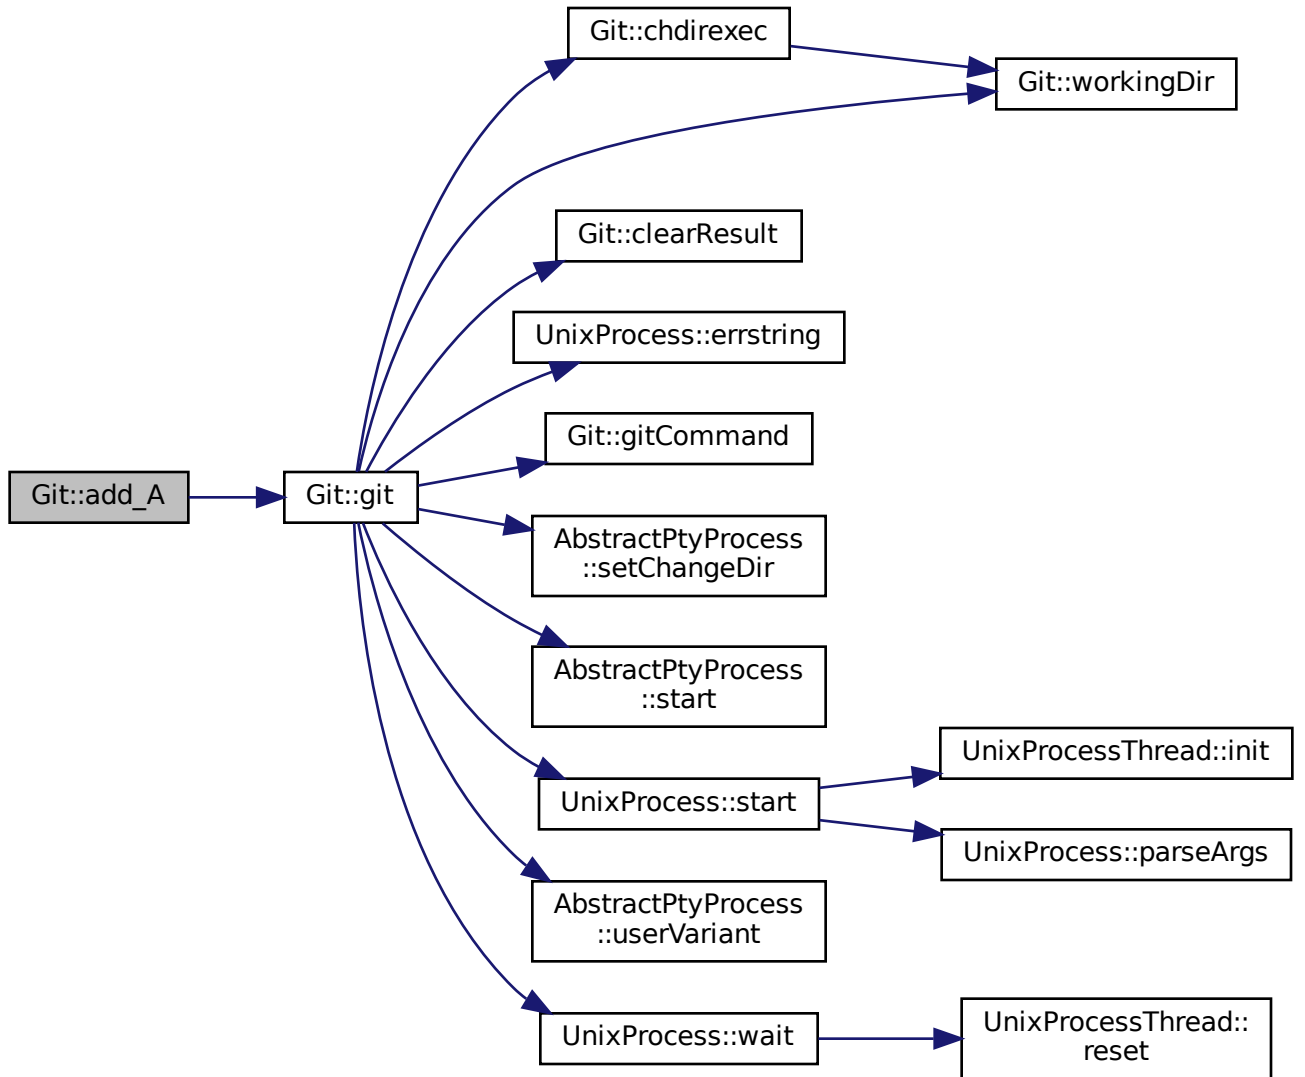 Git::chdirexec
Git::workingDir
Git::clearResult
UnixProcess::errstring
Git::gitCommand
Git::add_A
Git::git
AbstractPtyProcess
::setChangeDir
AbstractPtyProcess
::start
UnixProcessThread::init
UnixProcess::start
UnixProcess::parseArgs
AbstractPtyProcess
::userVariant
UnixProcess::wait
UnixProcessThread::
reset